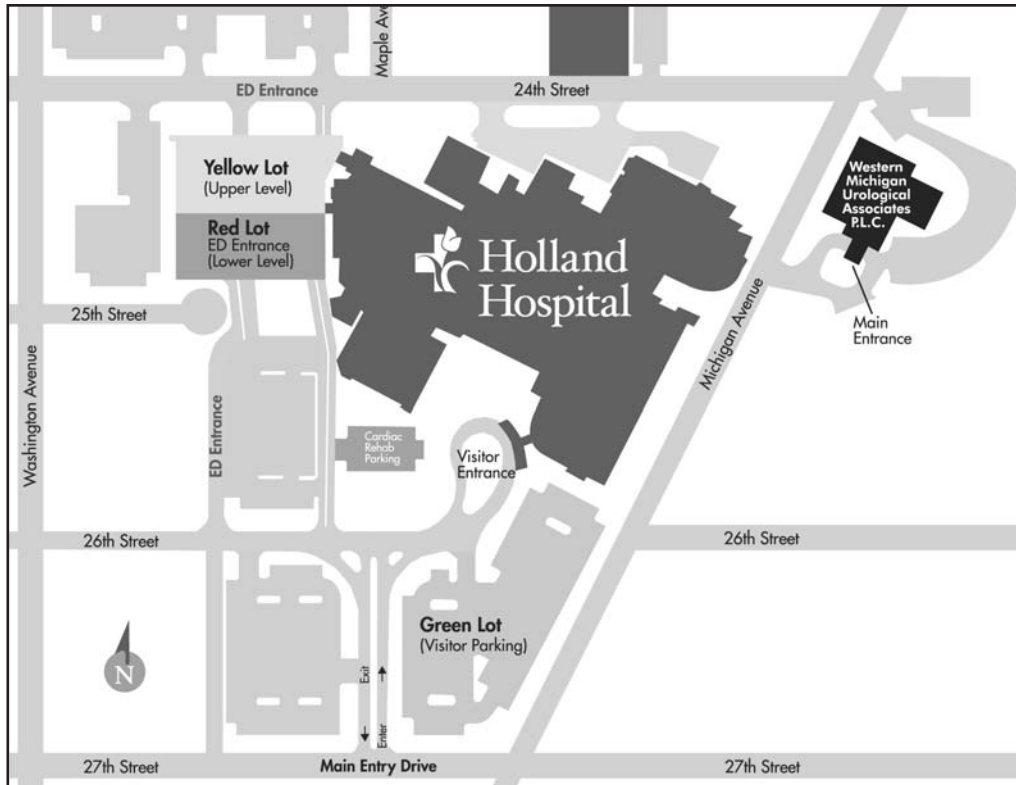 Maple Av
ED Entrance
24th Street
Yellow Lot
(Upper Level)
Red Lot
ED Entrance
(Lower Level)
Western
Michigan
Urological
Associates
P.L.C.
Holland
Hospital
25th Street
Main
Entrance
Washington Avenue
Michigan Avenue
ED Entrance
Cardiac
Rehab
Parking
Visitor
Entrance
26th Street
26th Street
Green Lot
(Visitor Parking)
N
Exit
Enter
27th Street
Main Entry Drive
27th Street